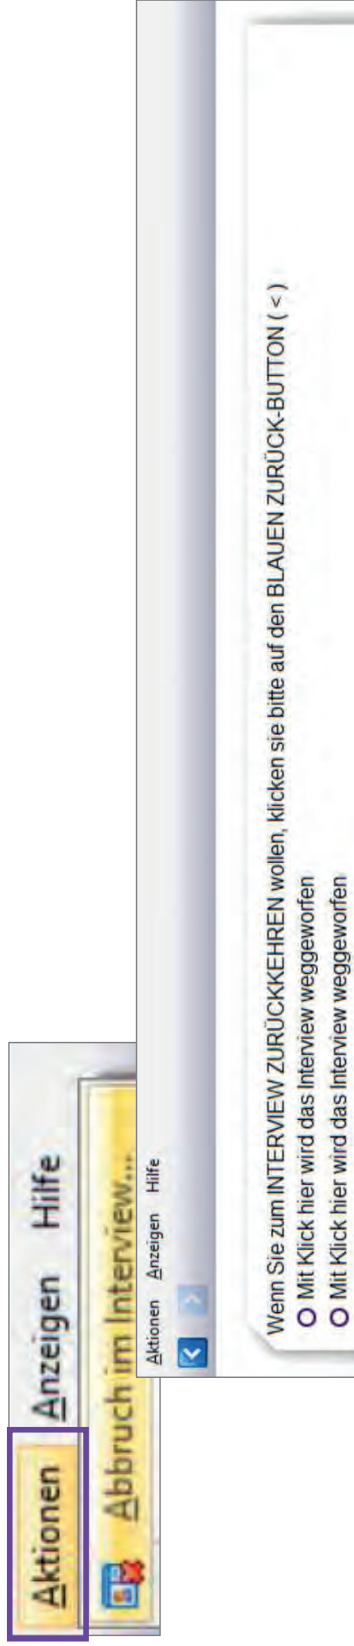 Aktionen Anzeigen Hilfe
Abbruch im Interview...
Aktionen Anzeigen Hilfe
Wenn Sie zum INTERVIEW ZURÜCKKEHREN wollen, klicken sie bitte auf den BLAUEN ZURÜCK-BUTTON ( < )
Mit Klick hier wird das Interview weggeworfen
Mit Klick hier wird das Interview weggeworfen